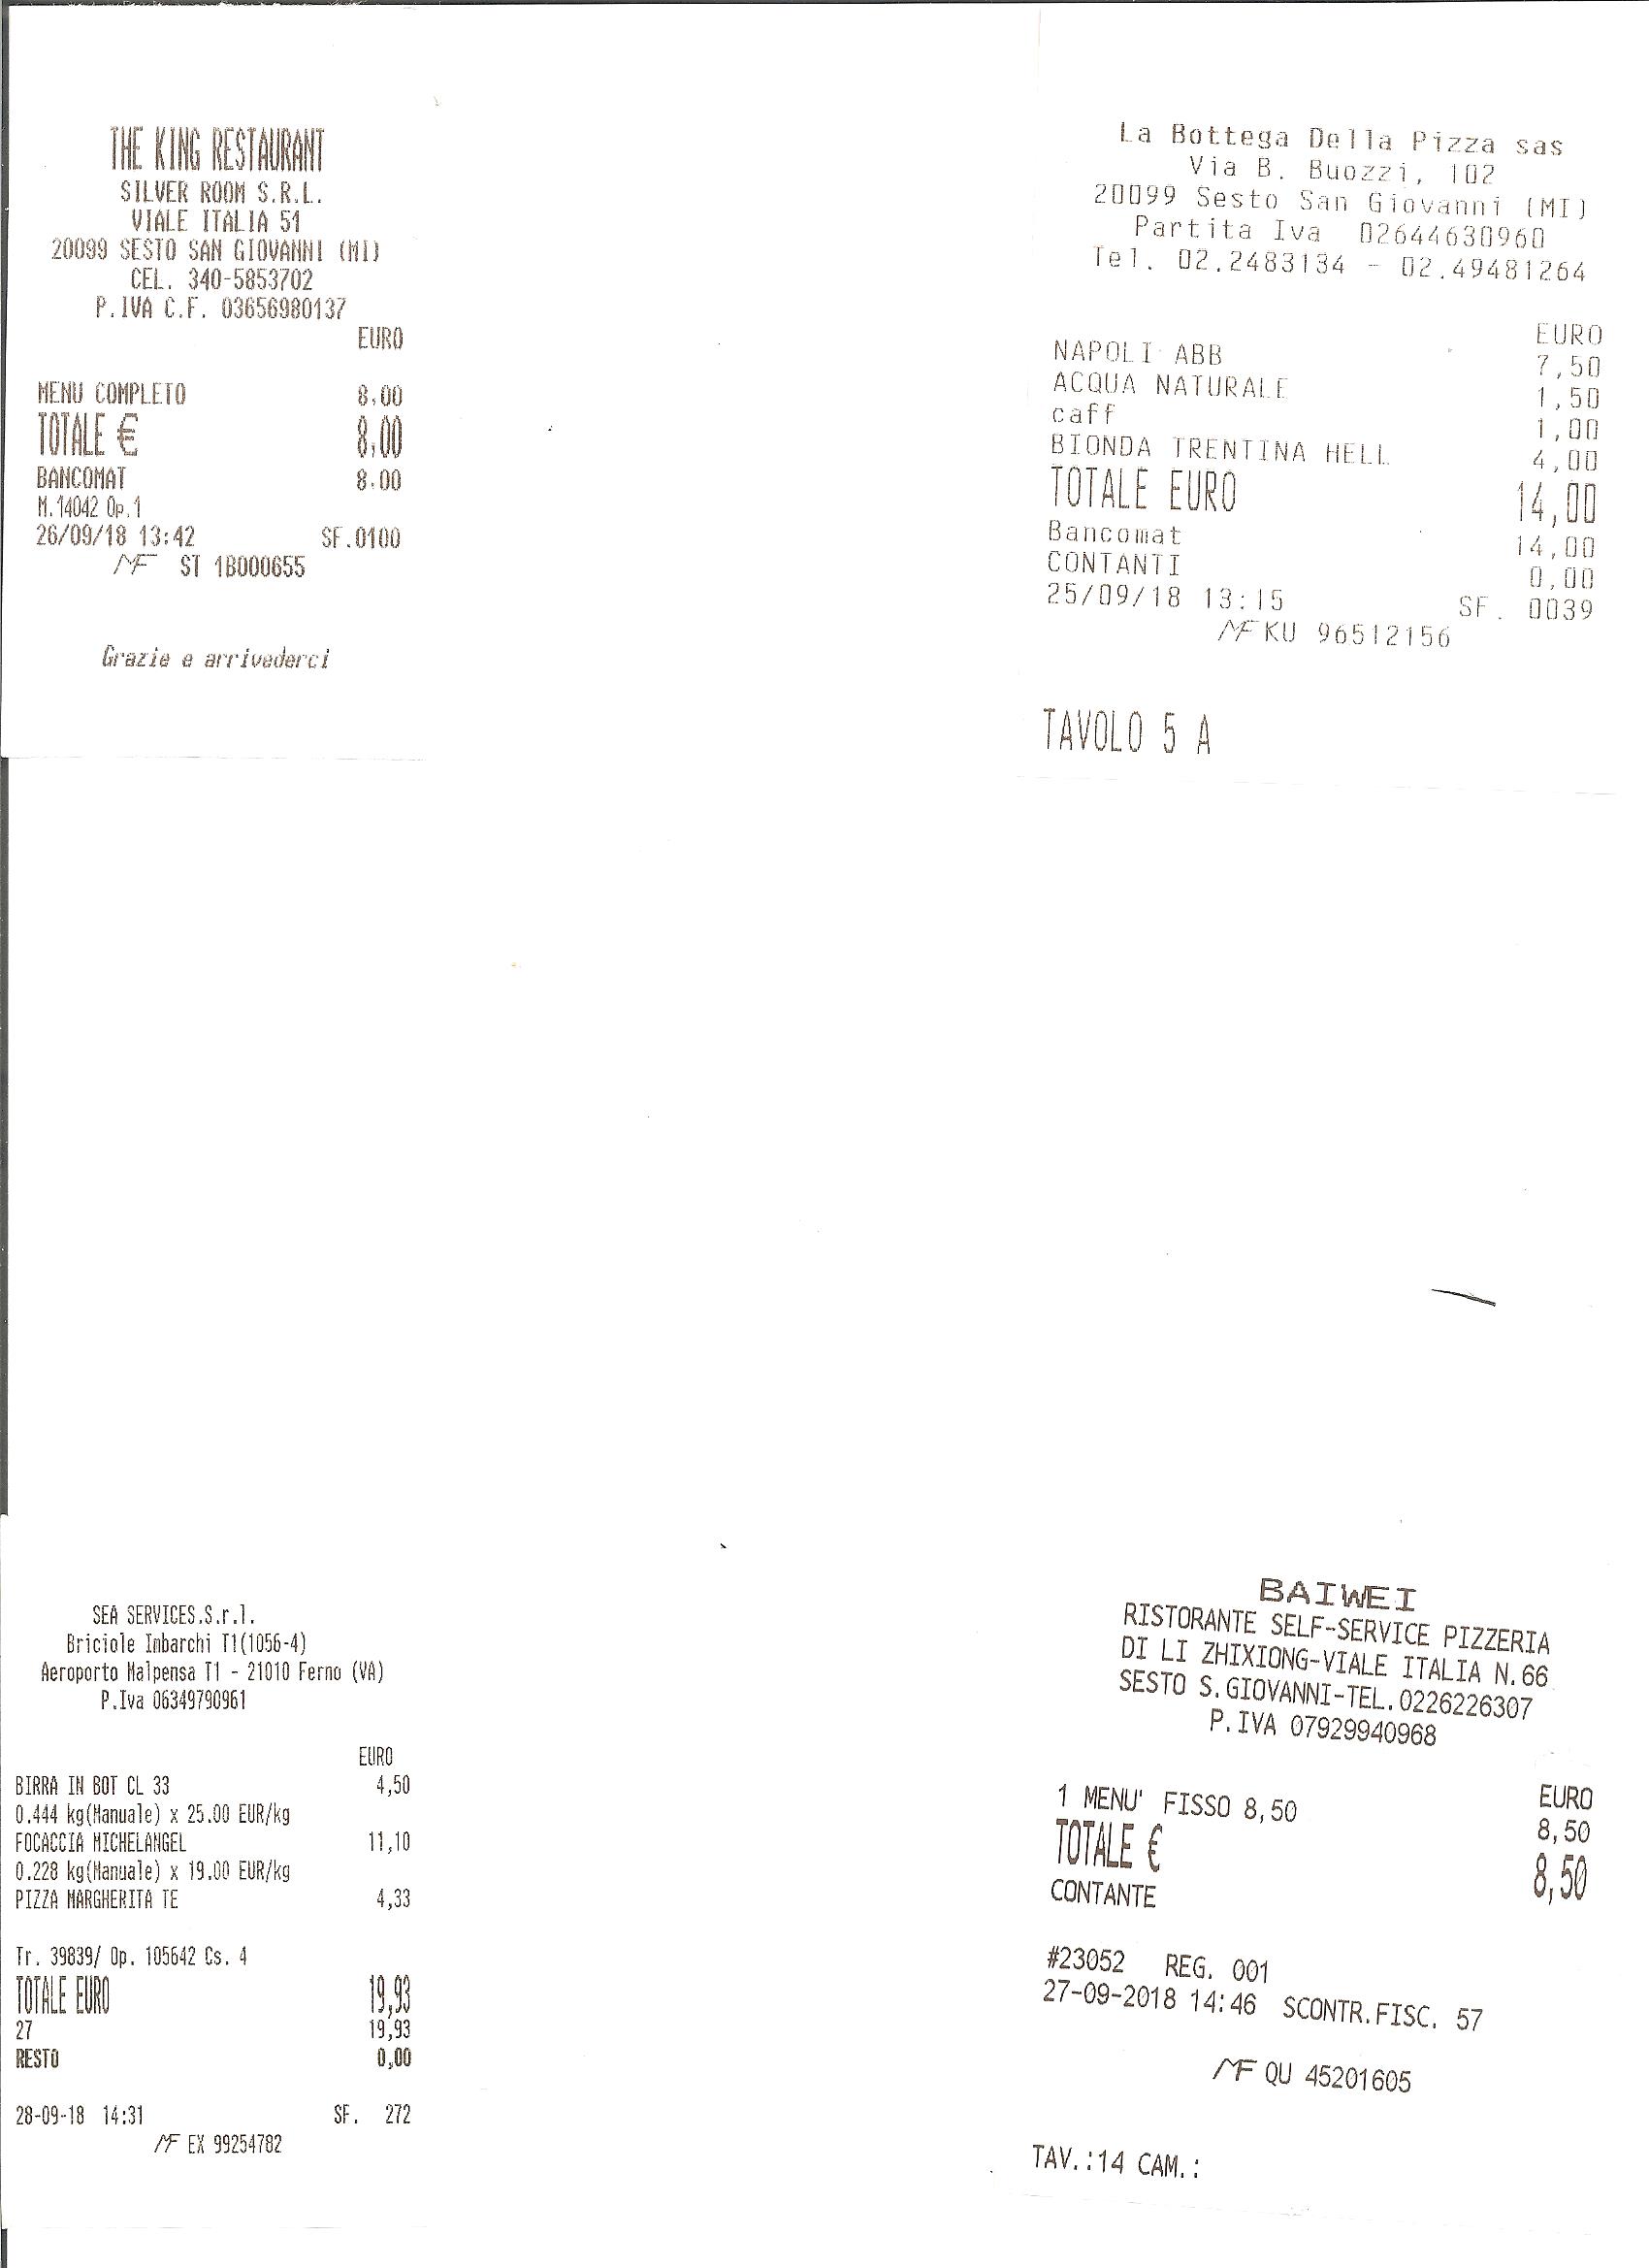 THE KING RESTAURANT
SILVER ROOM S.R.L.
VIALE ITALIA 51
20099 SESTO SAN GIOVANNI (MI)
CEL. 340-5853702
P.IVA C.F. 03656980137
EURO
MENU COMPLETO 8,00
TOTALE € 8,00
BANCOMAT 8,00
M.14042 Op.1
26/09/18 13:42 SF.0100
MF ST 1B000655
Grazie e arrivederci
La Bottega Della Pizza sas
Via B. Buozzi, 102
20099 Sesto San Giovanni (MI)
Partita Iva 02644630960
Tel. 02.2483134 - 02.49481264
EURO
NAPOLI ABB 7,50
ACQUA NATURALE 1,50
caff 1,00
BIONDA TRENTINA HELL 4,00
TOTALE EURO 14,00
Bancomat 14,00
CONTANTI 0,00
25/09/18 13:15 SF. 0039
MF KU 96512156
TAVOLO 5 A
SEA SERVICES.S.r.l.
Briciole Imbarchi T1(1056-4)
Aeroporto Malpensa T1 - 21010 Ferno (VA)
P.Iva 06349790961
EURO
BIRRA IN BOT CL 33 4,50
0.444 kg(Manuale) x 25.00 EUR/kg
FOCACCIA MICHELANGEL 11,10
0.228 kg(Manuale) x 19.00 EUR/kg
PIZZA MARGHERITA TE 4,33
Tr. 39839/ Op. 105642 Cs. 4
TOTALE EURO 19,93
27 19,93
RESTO 0,00
28-09-18 14:31 SF. 272
MF EX 99254782
BAIWEI
RISTORANTE SELF-SERVICE PIZZERIA
DI LI ZHIXIONG-VIALE ITALIA N.66
SESTO S.GIOVANNI-TEL.0226226307
P.IVA 07929940968
EURO
1 MENU' FISSO 8,50 8,50
TOTALE € 8,50
CONTANTE
#23052 REG. 001
27-09-2018 14:46 SCONTR.FISC. 57
MF QU 45201605
TAV.:14 CAM.: